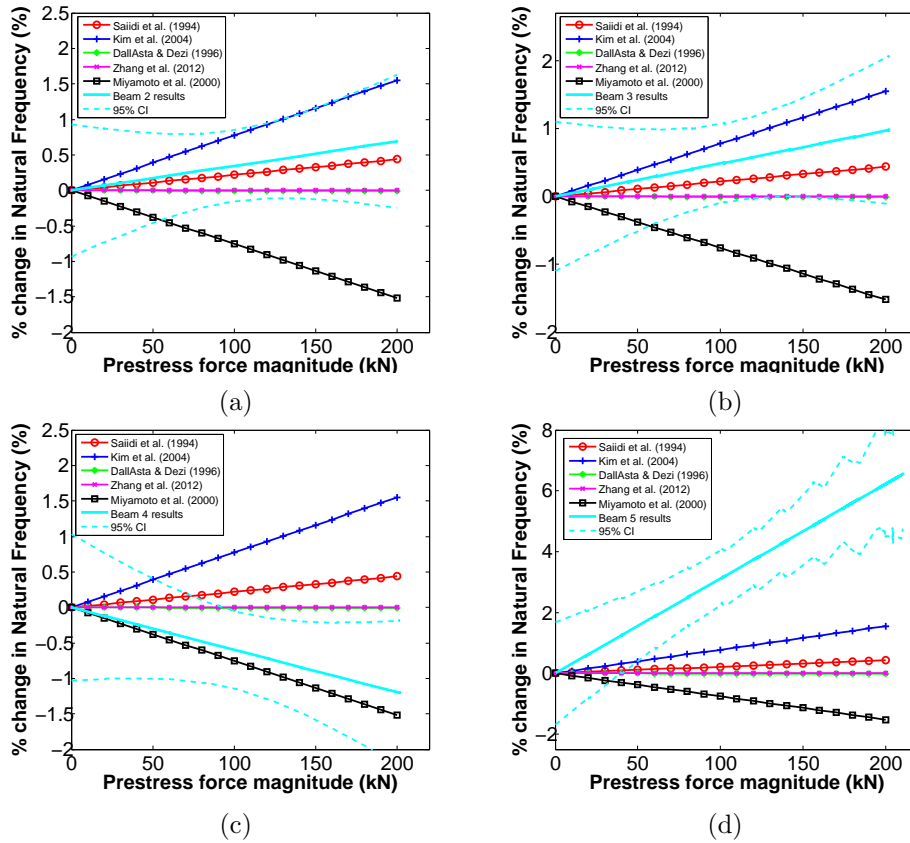 % change in Natural Frequency (%)
2.5
2
1.5
1
0.5
0
−0.5
−1
−1.5
−2
Saiidi et al. (1994)
Kim et al. (2004)
DallAsta & Dezi (1996)
Zhang et al. (2012)
Miyamoto et al. (2000)
Beam 2 results
95% CI
0 50 100 150 200
Prestress force magnitude (kN)
(a)
% change in Natural Frequency (%)
2
1
0
−1
−2
Saiidi et al. (1994)
Kim et al. (2004)
DallAsta & Dezi (1996)
Zhang et al. (2012)
Miyamoto et al. (2000)
Beam 3 results
95% CI
0 50 100 150 200
Prestress force magnitude (kN)
(b)
% change in Natural Frequency (%)
2.5
2
1.5
1
0.5
0
−0.5
−1
−1.5
−2
Saiidi et al. (1994)
Kim et al. (2004)
DallAsta & Dezi (1996)
Zhang et al. (2012)
Miyamoto et al. (2000)
Beam 4 results
95% CI
0 50 100 150 200
Prestress force magnitude (kN)
(c)
% change in Natural Frequency (%)
8
6
4
2
0
−2
Saiidi et al. (1994)
Kim et al. (2004)
DallAsta & Dezi (1996)
Zhang et al. (2012)
Miyamoto et al. (2000)
Beam 5 results
95% CI
0 50 100 150 200
Prestress force magnitude (kN)
(d)